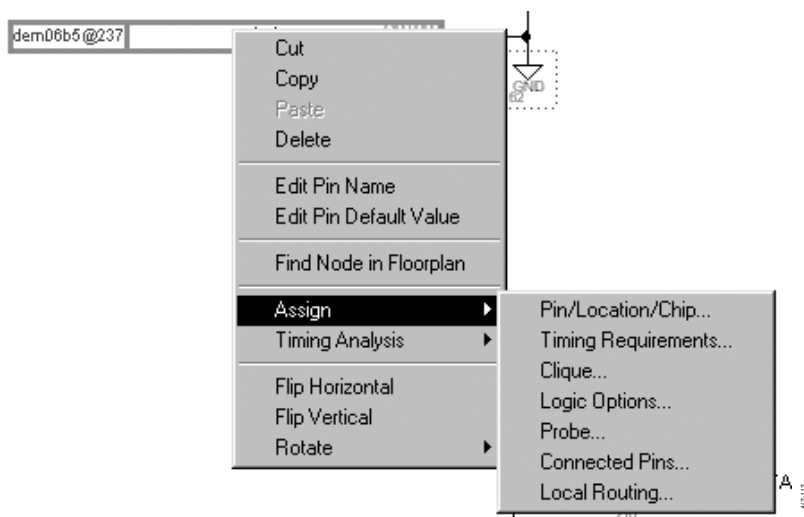 dem06b5@237
Cut
Copy
Paste
Delete
Edit Pin Name
Edit Pin Default Value
Find Node in Floorplan
Assign
Timing Analysis
Flip Horizontal
Flip Vertical
Rotate
GND
62
Pin/Location/Chip...
Timing Requirements...
Clique...
Logic Options...
Probe...
Connected Pins...
Local Routing...